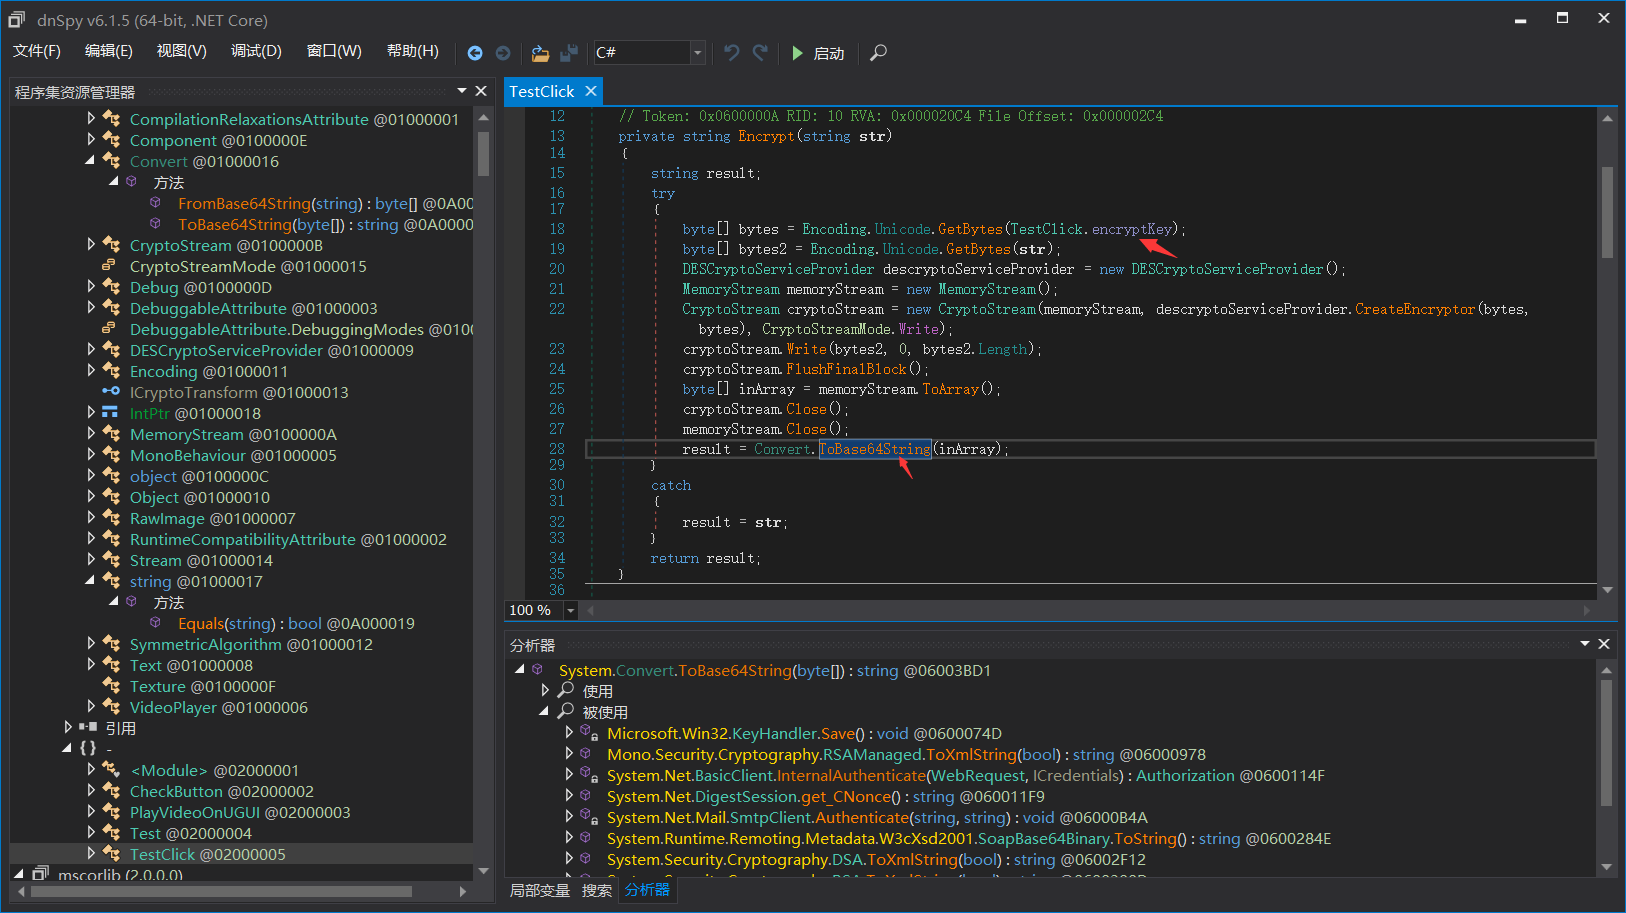 dnSpy v6.1.5 (64-bit, .NET Core)
文件(F) 编辑(E) 视图(V) 调试(D) 窗口(W) 帮助(H) C# 启动
程序集资源管理器
CompilationRelaxationsAttribute @01000001
Component @0100000E
Convert @01000016
方法
FromBase64String(string) : byte[] @0A00
ToBase64String(byte[]) : string @0A0000
CryptoStream @0100000B
CryptoStreamMode @01000015
Debug @0100000D
DebuggableAttribute @01000003
DebuggableAttribute.DebuggingModes @0100
DESCryptoServiceProvider @01000009
Encoding @01000011
ICryptoTransform @01000013
IntPtr @01000018
MemoryStream @0100000A
MonoBehaviour @01000005
object @0100000C
Object @01000010
RawImage @01000007
RuntimeCompatibilityAttribute @01000002
Stream @01000014
string @01000017
方法
Equals(string) : bool @0A000019
SymmetricAlgorithm @01000012
Text @01000008
Texture @0100000F
VideoPlayer @01000006
引用
{ } -
<Module> @02000001
CheckButton @02000002
PlayVideoOnUGUI @02000003
Test @02000004
TestClick @02000005
mscorlib (2.0.0.0)
TestClick
12 // Token: 0x0600000A RID: 10 RVA: 0x000020C4 File Offset: 0x000002C4
13 private string Encrypt(string str)
14 {
15 string result;
16 try
17 {
18 byte[] bytes = Encoding.Unicode.GetBytes(TestClick.encryptKey);
19 byte[] bytes2 = Encoding.Unicode.GetBytes(str);
20 DESCryptoServiceProvider descryptoServiceProvider = new DESCryptoServiceProvider();
21 MemoryStream memoryStream = new MemoryStream();
22 CryptoStream cryptoStream = new CryptoStream(memoryStream, descryptoServiceProvider.CreateEncryptor(bytes,
bytes), CryptoStreamMode.Write);
23 cryptoStream.Write(bytes2, 0, bytes2.Length);
24 cryptoStream.FlushFinalBlock();
25 byte[] inArray = memoryStream.ToArray();
26 cryptoStream.Close();
27 memoryStream.Close();
28 result = Convert.ToBase64String(inArray);
29 }
30 catch
31 {
32 result = str;
33 }
34 return result;
35 }
36
100 %
分析器
System.Convert.ToBase64String(byte[]) : string @06003BD1
使用
被使用
Microsoft.Win32.KeyHandler.Save() : void @0600074D
Mono.Security.Cryptography.RSAManaged.ToXmlString(bool) : string @06000978
System.Net.BasicClient.InternalAuthenticate(WebRequest, ICredentials) : Authorization @0600114F
System.Net.DigestSession.get_CNonce() : string @060011F9
System.Net.Mail.SmtpClient.Authenticate(string, string) : void @06000B4A
System.Runtime.Remoting.Metadata.W3cXsd2001.SoapBase64Binary.ToString() : string @0600284E
System.Security.Cryptography.DSA.ToXmlString(bool) : string @06002F12
局部变量 搜索 分析器